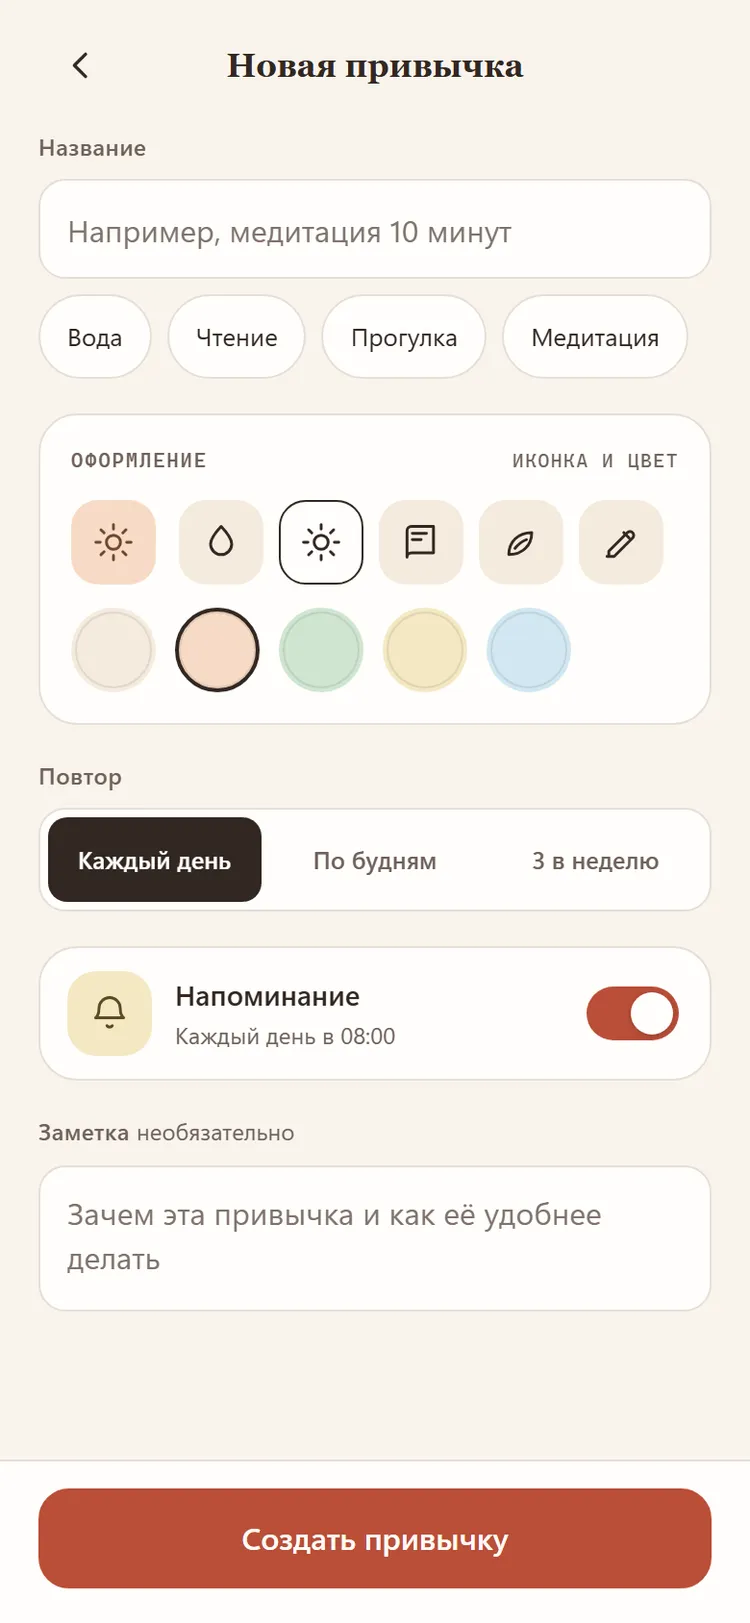 Новая привычка
Название
Например, медитация 10 минут
Вода
Чтение
Прогулка
Медитация
ОФОРМЛЕНИЕ
ИКОНКА И ЦВЕТ
Повтор
Каждый день
По будням
3 в неделю
Напоминание
Каждый день в 08:00
Заметка необязательно
Зачем эта привычка и как её удобнее
делать
Создать привычку